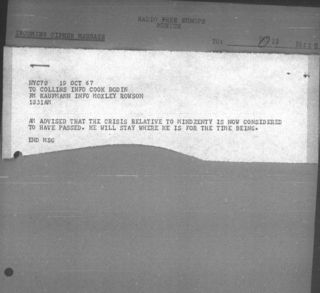 RADIO FREE EUROPE
MUNICH
INCOMING CIPHER MESSAGE
TO:
NYC79 19 OCT 67
TO COLLINS INFO COOK BODIN
FM KAUFMANN INFO MOXLEY ROWSON
1031AM
AM ADVISED THAT THE CRISIS RELATIVE TO MINDZENTY IS NOW CONSIDERED
TO HAVE PASSED. HE WILL STAY WHERE HE IS FOR THE TIME BEING.
END MSG